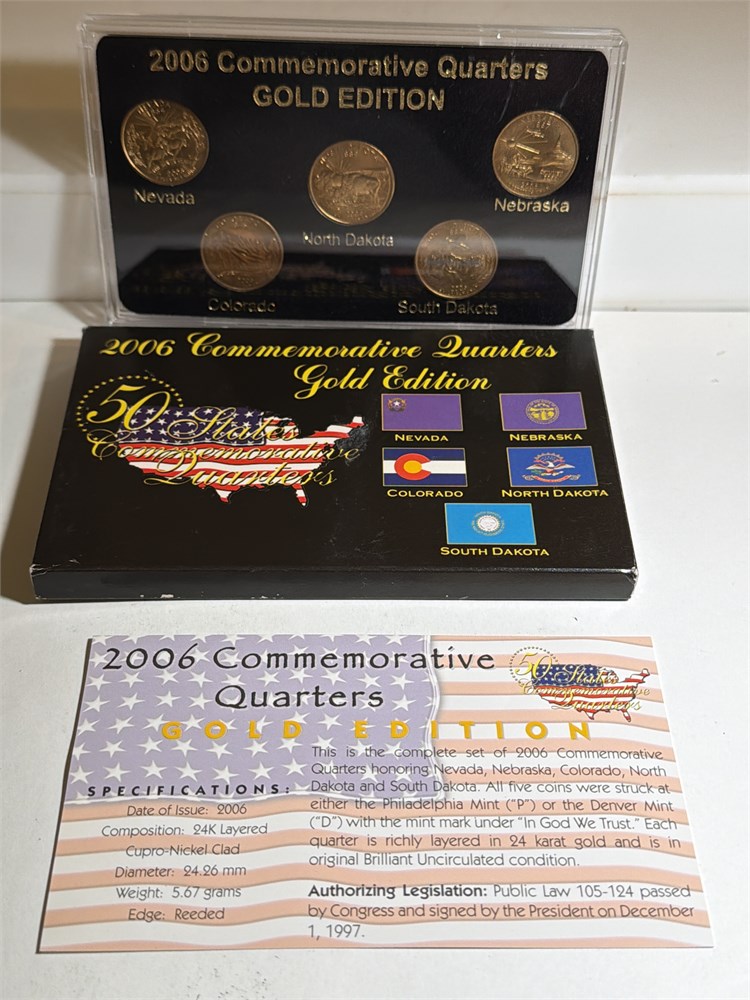 2006 Commemorative Quarters
GOLD EDITION
Nevada
Nebraska
North Dakota
Colorado
South Dakota
2006 Commemorative Quarters
Gold Edition
50 States
Commemorative
Quarters
NEVADA
NEBRASKA
COLORADO
NORTH DAKOTA
SOUTH DAKOTA
2006 Commemorative
Quarters
GOLD EDITION
50 States
Commemorative
Quarters
SPECIFICATIONS:
Date of Issue: 2006
Composition: 24K Layered
Cupro-Nickel Clad
Diameter: 24.26 mm
Weight: 5.67 grams
Edge: Reeded
This is the complete set of 2006 Commemorative
Quarters honoring Nevada, Nebraska, Colorado, North
Dakota and South Dakota. All five coins were struck at
either the Philadelphia Mint ("P") or the Denver Mint
("D") with the mint mark under "In God We Trust." Each
quarter is richly layered in 24 karat gold and is in
original Brilliant Uncirculated condition.
Authorizing Legislation: Public Law 105-124 passed
by Congress and signed by the President on December
1, 1997.